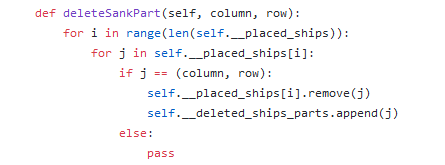 def deleteSankPart(self, column, row):
    for i in range(len(self.__placed_ships)):
        for j in self.__placed_ships[i]:
            if j == (column, row):
                self.__placed_ships[i].remove(j)
                self.__deleted_ships_parts.append(j)
            else:
                pass